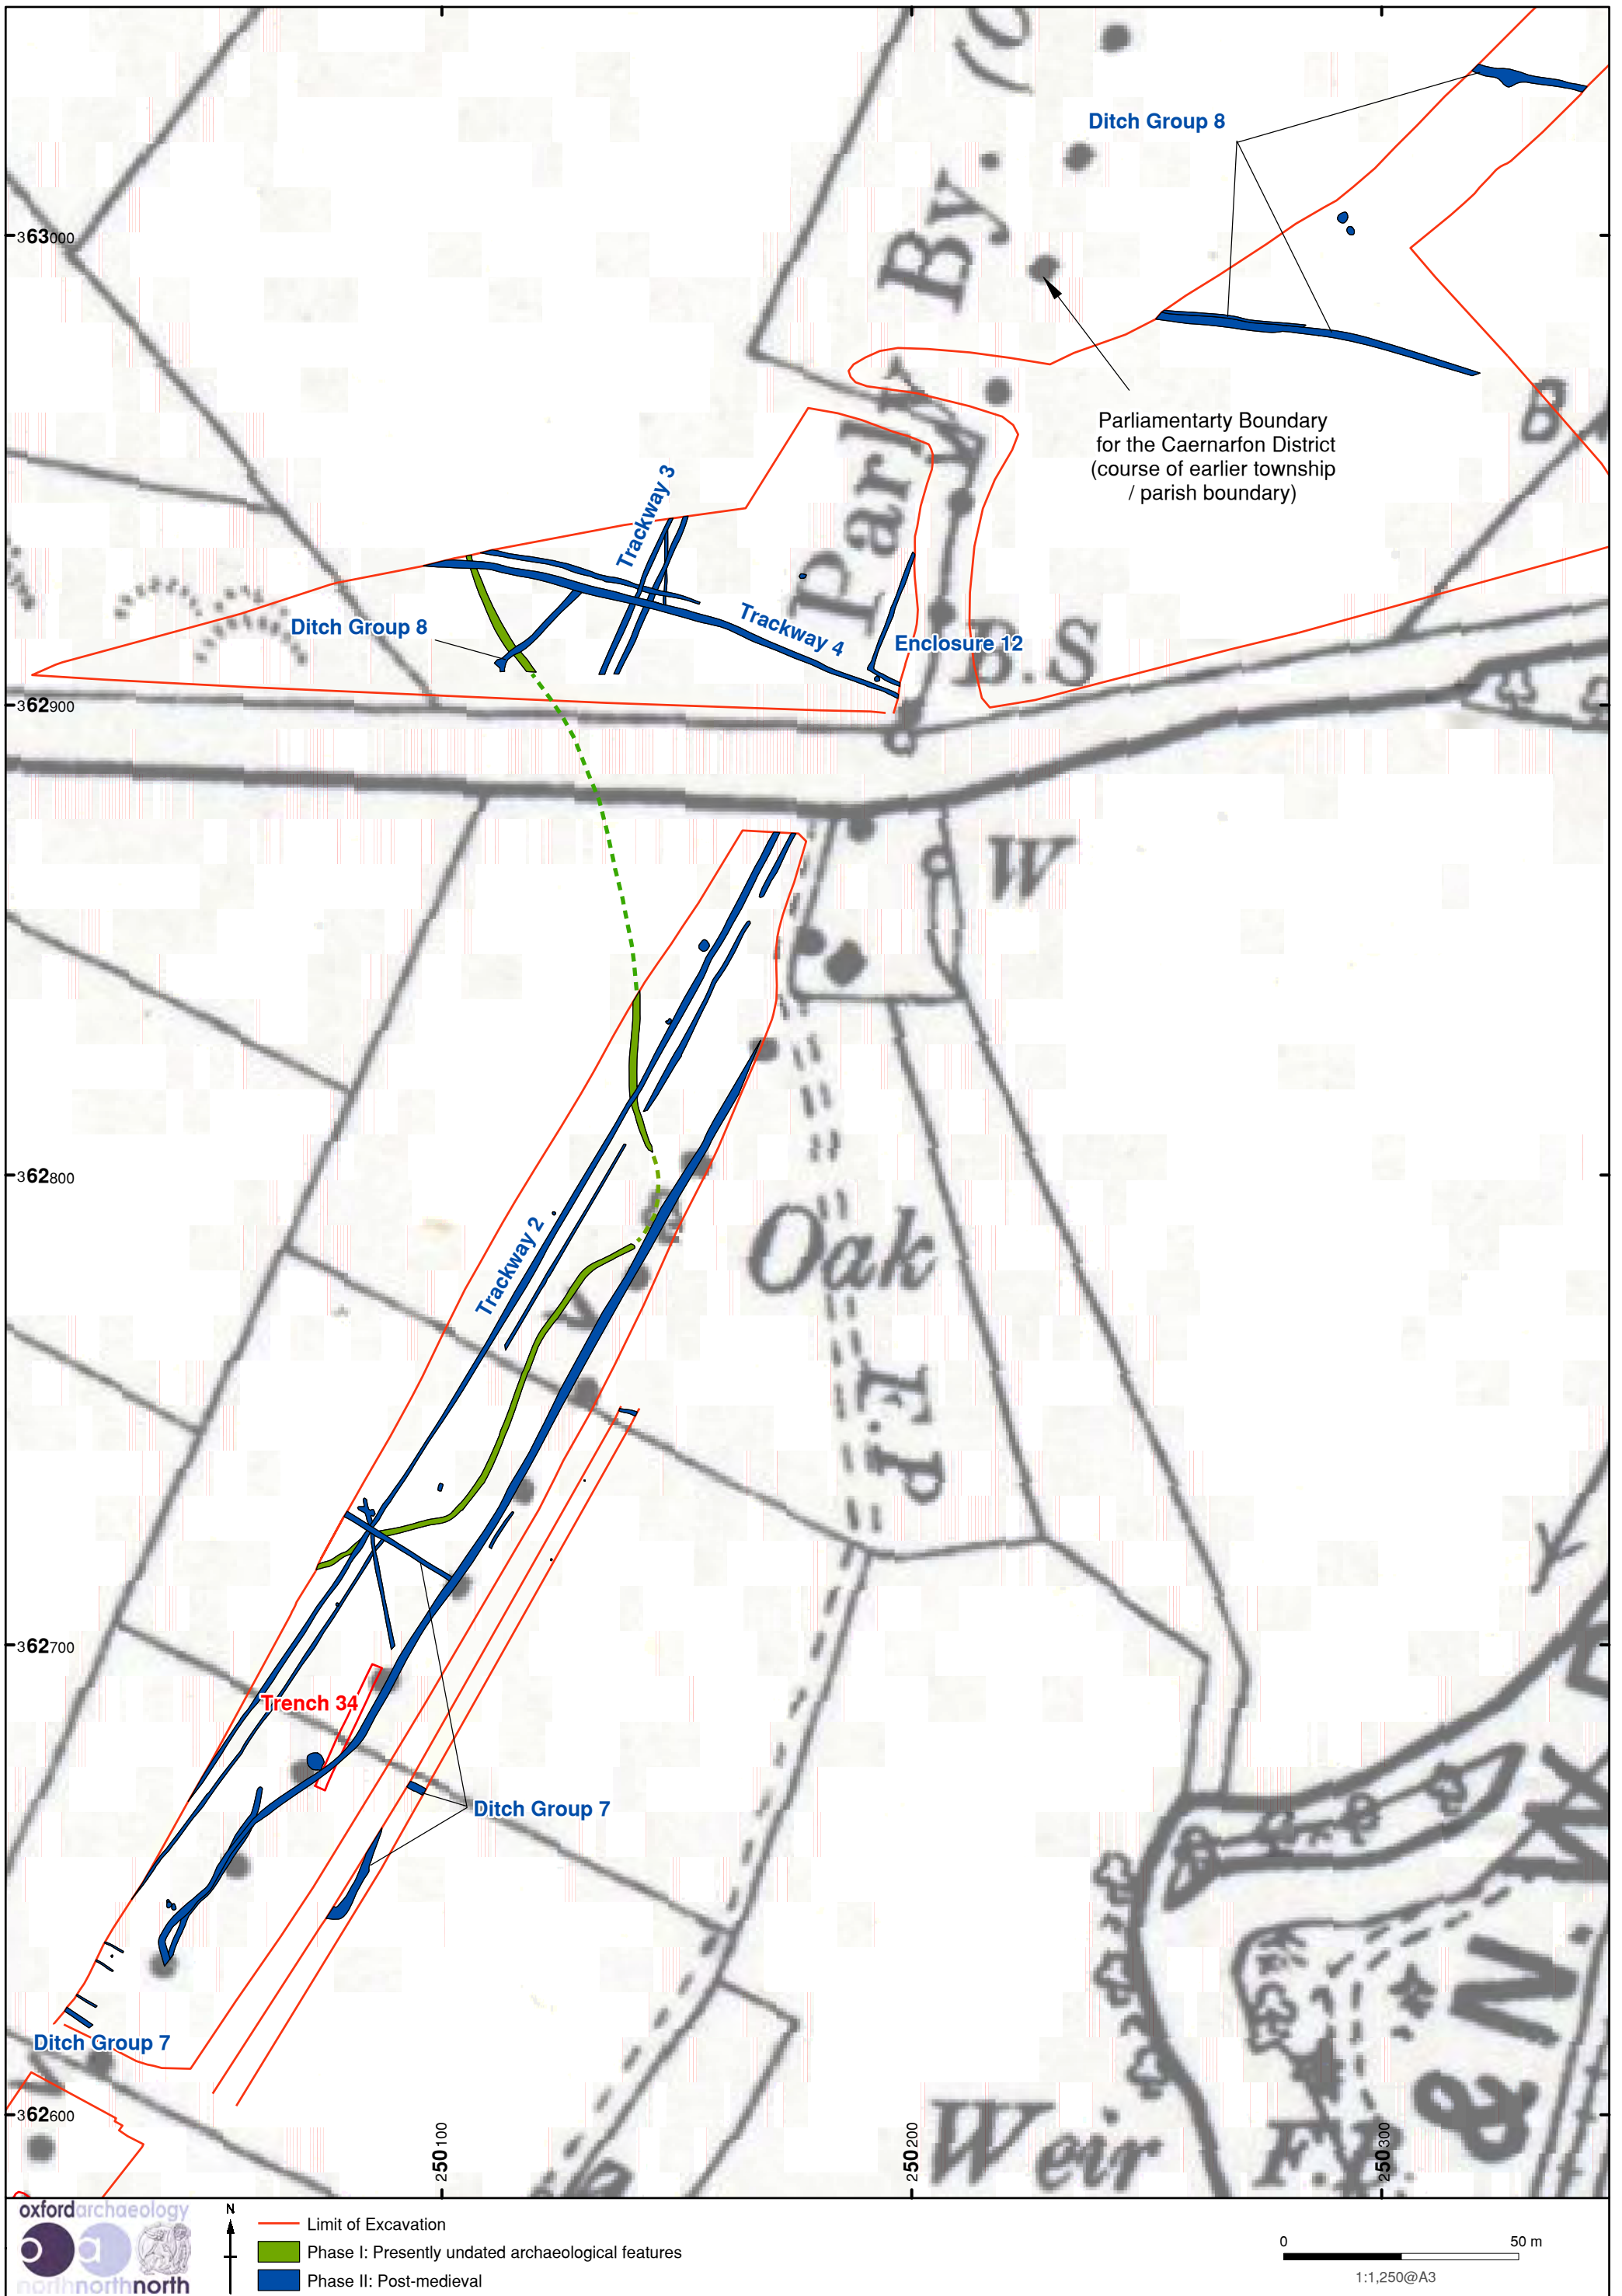 Ditch Group 8
By.
363000
Parly
Parliamentarty Boundary
for the Caernarfon District
(course of earlier township
/ parish boundary)
B
Trackway 3
Ditch Group 8
Trackway 4
Enclosure 12
B.S
362900
W
362800
Oak
Trackway 2
F.P
V
362700
Trench 34
Ditch Group 7
Ditch Group 7
N
&
362600
250100
250200
250300
Weir
F.B.
oxfordarchaeology
northnorthnorth
N
Limit of Excavation
Phase I: Presently undated archaeological features
Phase II: Post-medieval
0
50 m
1:1,250@A3